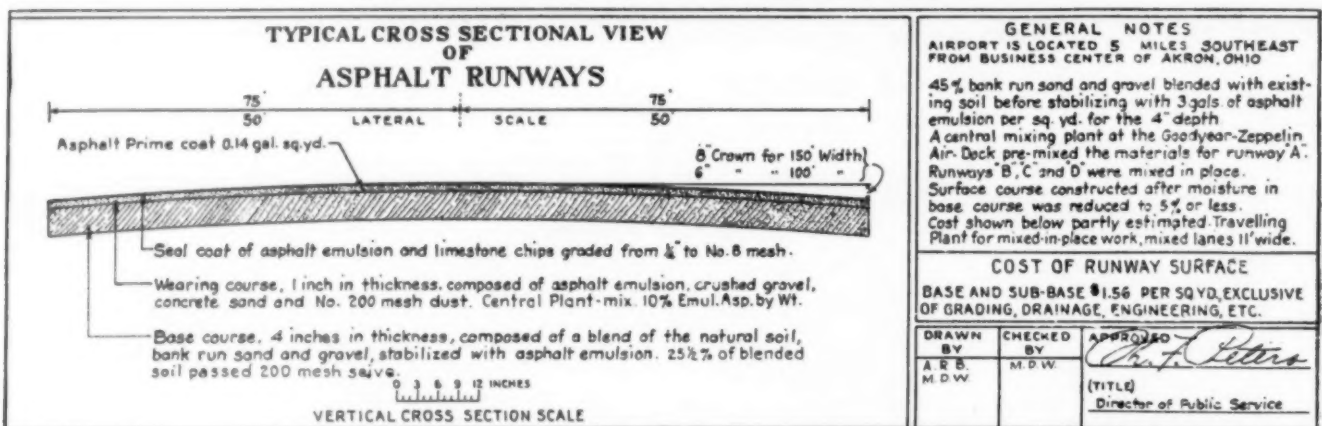 TYPICAL CROSS SECTIONAL VIEW
OF
ASPHALT RUNWAYS
75' 75'
50' LATERAL SCALE 50'
Asphalt Prime coat 0.14 gal. sq.yd.
8" Crown for 150' Width
6" " " 100' "
Seal coat of asphalt emulsion and limestone chips graded from ¼" to No. 8 mesh.
Wearing course, 1 inch in thickness, composed of asphalt emulsion, crushed gravel,
concrete sand and No. 200 mesh dust. Central Plant-mix. 10% Emul. Asp. by Wt.
Base course, 4 inches in thickness, composed of a blend of the natural soil,
bank run sand and gravel, stabilized with asphalt emulsion. 25½% of blended
soil passed 200 mesh seive.
0 3 6 9 12 INCHES
VERTICAL CROSS SECTION SCALE
GENERAL NOTES
AIRPORT IS LOCATED 5 MILES SOUTHEAST
FROM BUSINESS CENTER OF AKRON, OHIO
45% bank run sand and gravel blended with exist-
ing soil before stabilizing with 3 gals. of asphalt
emulsion per sq. yd. for the 4" depth
A central mixing plant at the Goodyear-Zeppelin
Air-Dock pre-mixed the materials for runway "A".
Runways "B", "C" and "D" were mixed in place.
Surface course constructed after moisture in
base course was reduced to 5% or less.
Cost shown below partly estimated. Travelling
Plant for mixed-in-place work, mixed lanes 11' wide.
COST OF RUNWAY SURFACE
BASE AND SUB-BASE $1.56 PER SQ YD, EXCLUSIVE
OF GRADING, DRAINAGE, ENGINEERING, ETC.
DRAWN BY
A.R.B.
M.D.W.
CHECKED BY
M.D.W.
APPROVED
Peters
(TITLE)
Director of Public Service